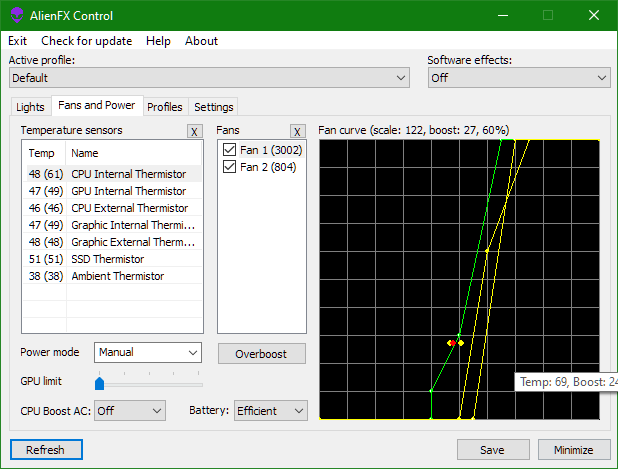 AlienFX Control
Exit Check for update Help About
Active profile: Software effects:
Default Off
Lights Fans and Power Profiles Settings
Temperature sensors X Fans X Fan curve (scale: 122, boost: 27, 60%)
Temp Name Fan 1 (3002)
48 (61) CPU Internal Thermistor Fan 2 (804)
47 (49) GPU Internal Thermistor
46 (46) CPU External Thermistor
47 (49) Graphic Internal Thermi...
48 (48) Graphic External Therm...
51 (51) SSD Thermistor
38 (38) Ambient Thermistor
Power mode Manual Overboost
GPU limit Temp: 69, Boost: 24
CPU Boost AC: Off Battery: Efficient
Refresh Save Minimize